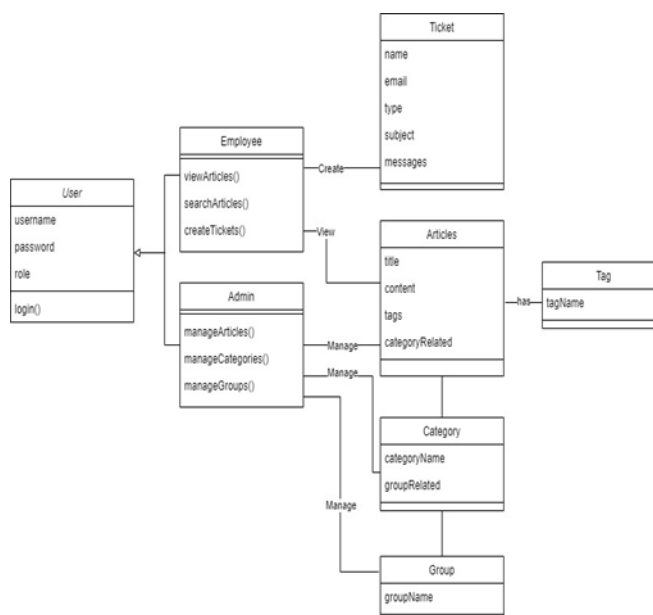 Ticket
name
email
type
subject
messages
Employee
viewArticles()
searchArticles()
createTickets()
Create
View
User
username
password
role
login()
Articles
title
content
tags
categoryRelated
has
Tag
tagName
Admin
manageArticles()
manageCategories()
manageGroups()
Manage
Manage
Manage
Category
categoryName
groupRelated
Group
groupName